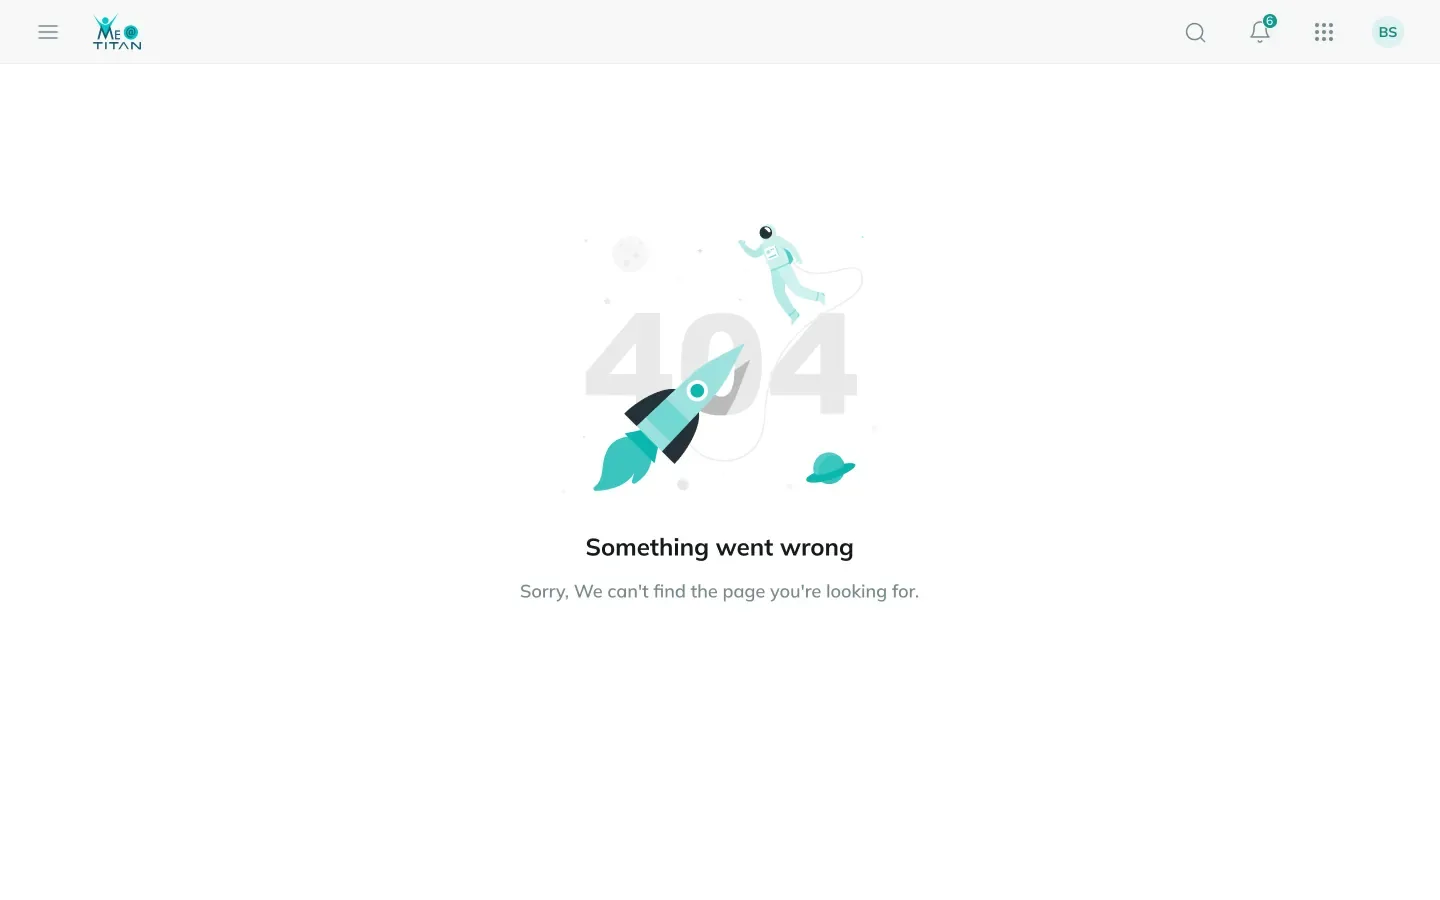 ME @
TITAN
6
BS
404
Something went wrong
Sorry, We can't find the page you're looking for.